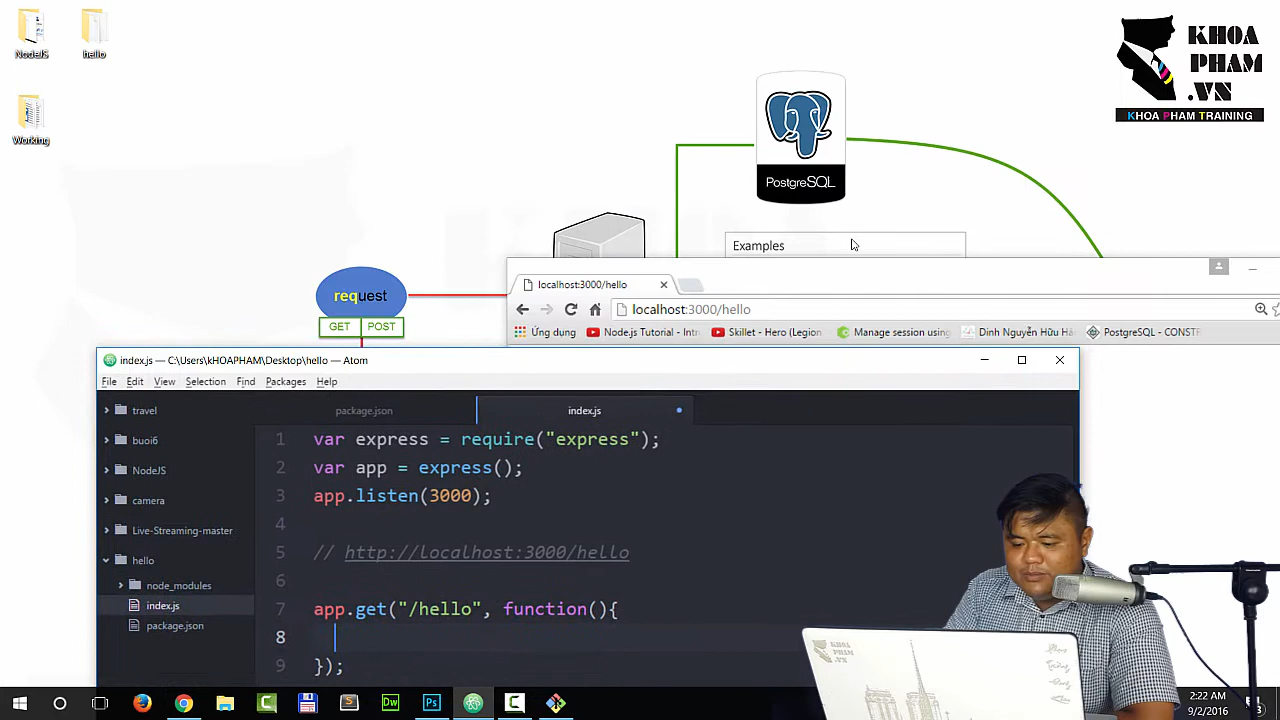 NodeJS
hello
Working
KHOA
PHAM
.VN
KHOA PHAM TRAINING
PostgreSQL
Examples
request
GET
POST
localhost:3000/hello
localhost:3000/hello
Ứng dụng
Node.js Tutorial - Intr
Skillet - Hero (Legion
Manage session using
Dinh Nguyễn Hữu Hả
PostgreSQL - CONST
index.js — C:\Users\kHOAPHAM\Desktop\hello — Atom
File Edit View Selection Find Packages Help
travel
buoi6
NodeJS
camera
Live-Streaming-master
hello
node_modules
index.js
package.json
package.json
index.js
1 var express = require("express");
2 var app = express();
3 app.listen(3000);
4
5 // http://localhost:3000/hello
6
7 app.get("/hello", function(){
8
9 });
KHOA PHAM
.VN
2:22 AM
9/2/2016